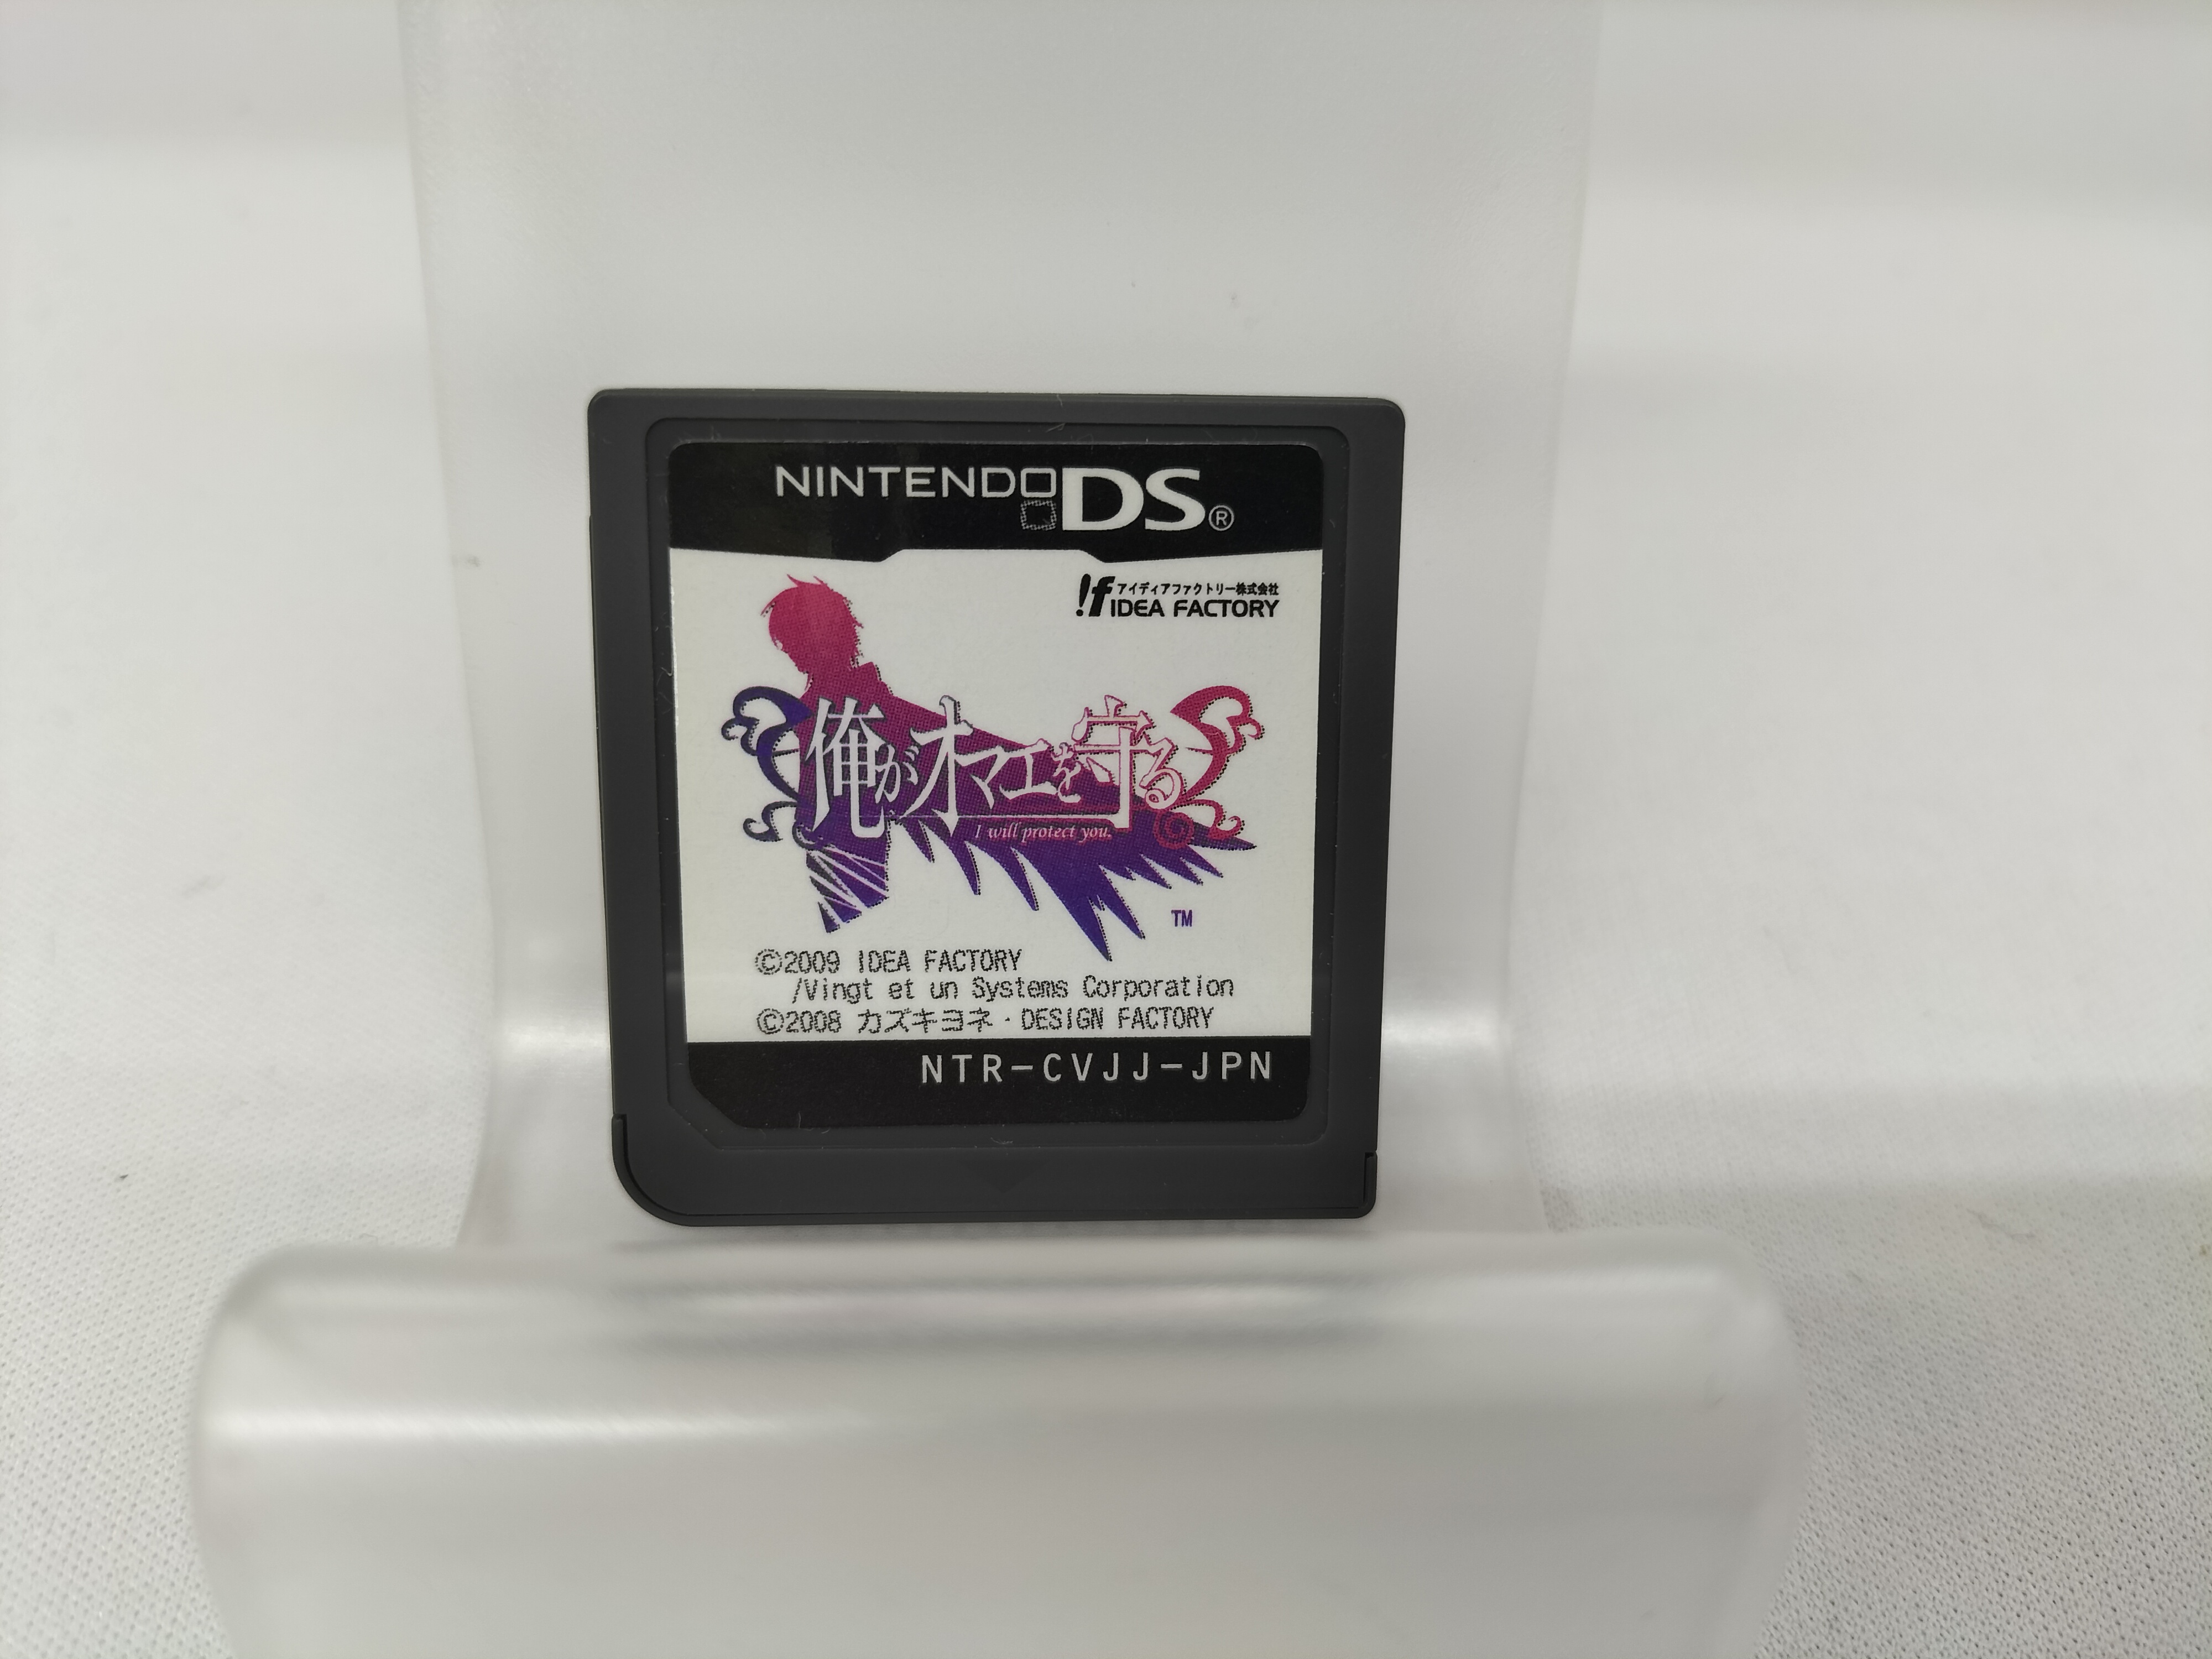 NINTENDO DS®
!f アイディアファクトリー株式会社
IDEA FACTORY
俺がオマエを守る
I will protect you.
TM
©2009 IDEA FACTORY
/Vingt et un Systems Corporation
©2008 カズキヨネ・DESIGN FACTORY
NTR-CVJJ-JPN